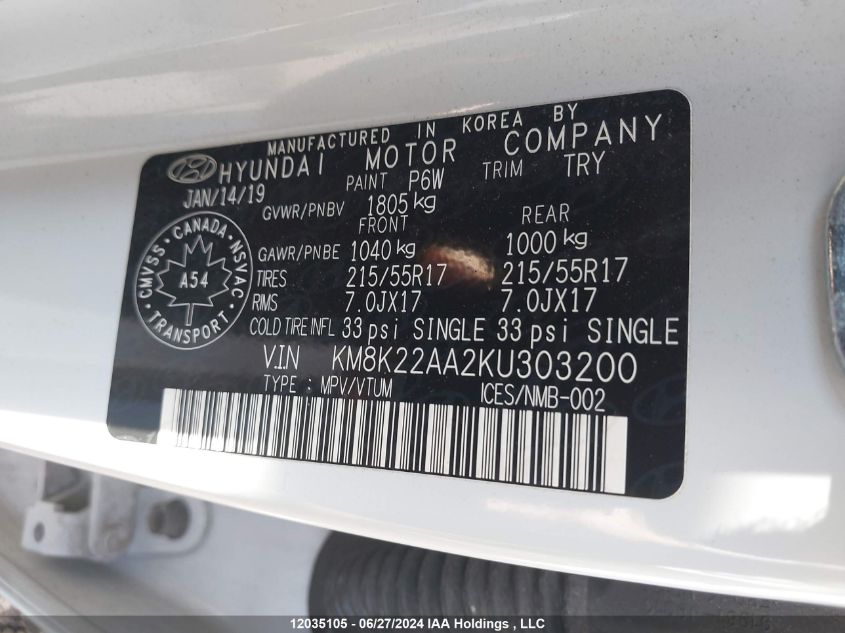 MANUFACTURED IN KOREA BY
HYUNDAI MOTOR COMPANY
JAN/14/19 PAINT P6W TRIM TRY
GVWR/PNBV 1805 kg
FRONT REAR
GAWR/PNBE 1040 kg 1000 kg
TIRES 215/55R17 215/55R17
RIMS 7.0JX17 7.0JX17
COLD TIRE INFL 33 psi SINGLE 33 psi SINGLE
V.I.N KM8K22AA2KU303200
TYPE : MPV/VTUM ICES/NMB-002
CMVSS · CANADA · NSVAC · TRANSPORT ·
A54
12035105 - 06/27/2024 IAA Holdings , LLC